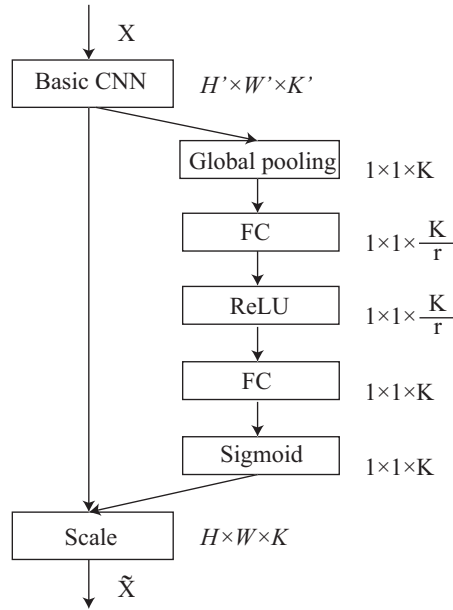 X
Basic CNN
H’×W’×K’
Global pooling
1×1×K
FC
1×1×K/r
ReLU
1×1×K/r
FC
1×1×K
Sigmoid
1×1×K
Scale
H×W×K
X̃